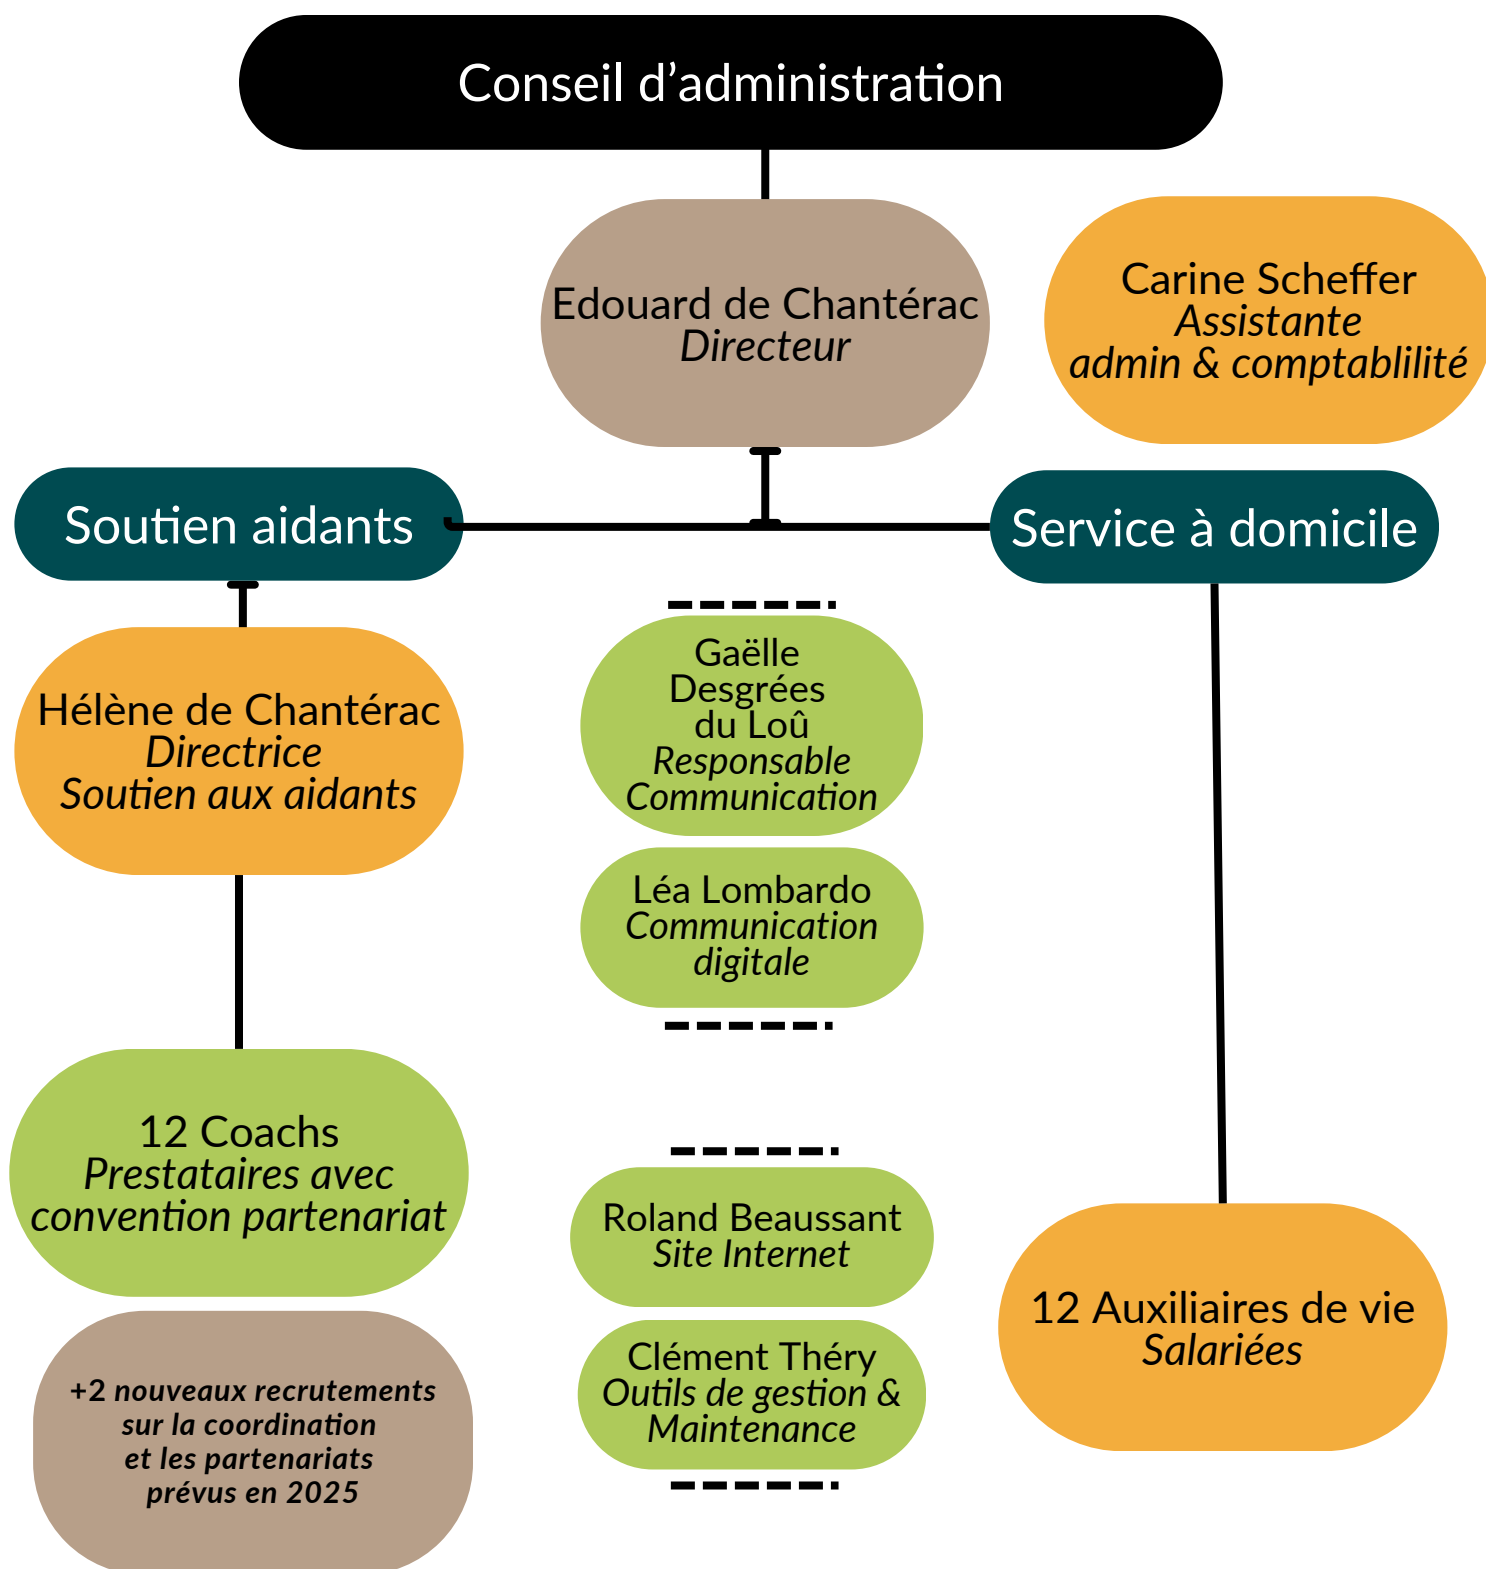 Conseil d’administration
Edouard de Chantérac
Directeur
Carine Scheffer
Assistante
admin & comptablilité
Soutien aidants
Service à domicile
Hélène de Chantérac
Directrice
Soutien aux aidants
Gaëlle
Desgrées
du Loû
Responsable
Communication
Léa Lombardo
Communication
digitale
12 Coachs
Prestataires avec
convention partenariat
Roland Beaussant
Site Internet
Clément Théry
Outils de gestion &
Maintenance
12 Auxiliaires de vie
Salariées
+2 nouveaux recrutements
sur la coordination
et les partenariats
prévus en 2025